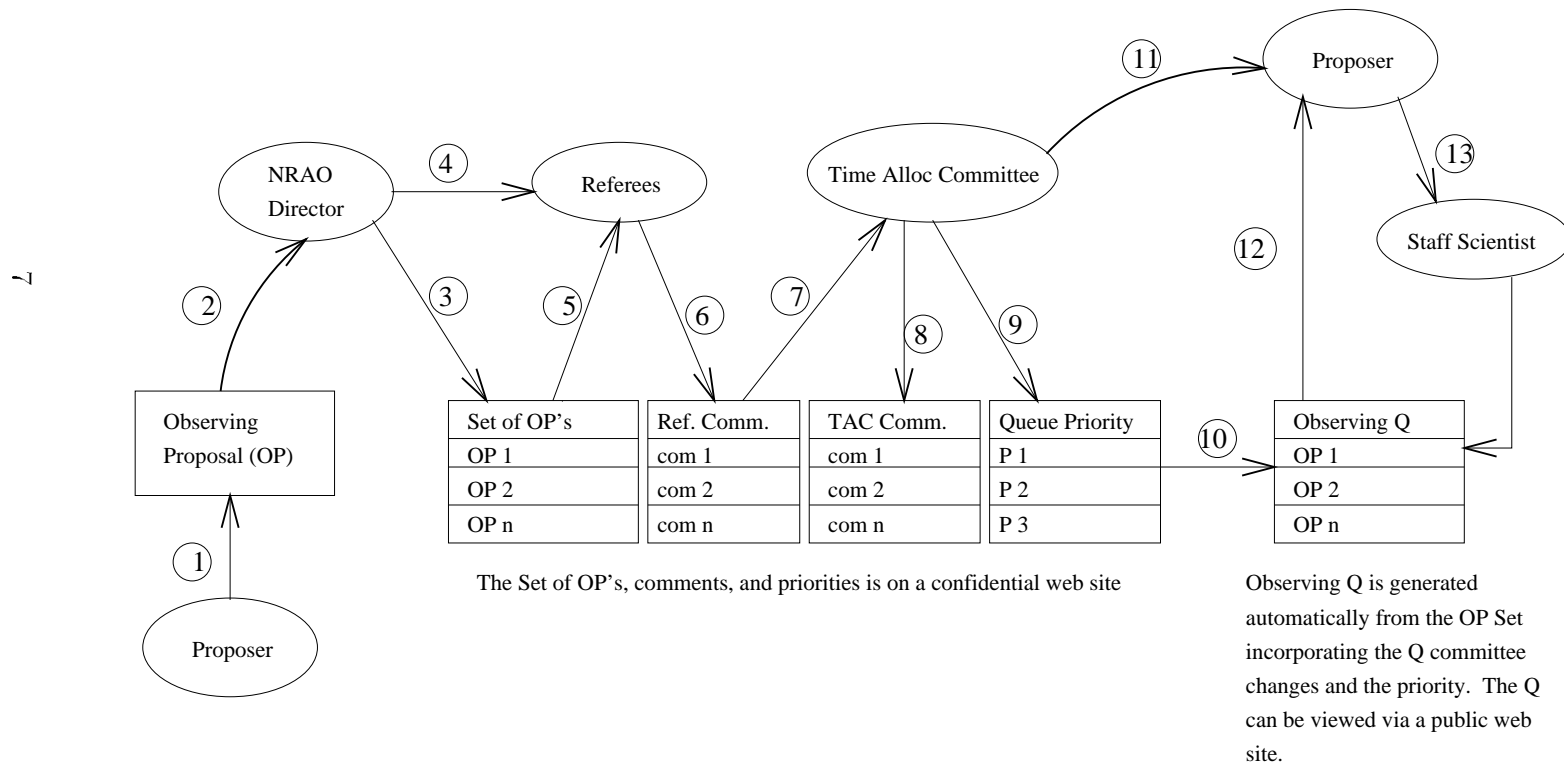 11
Proposer
4
NRAO
Director
Referees
Time Alloc Committee
13
Staff Scientist
12
7
2
3
5
6
7
8
9
Observing
Proposal (OP)
Set of OP's
OP 1
OP 2
OP n
Ref. Comm.
com 1
com 2
com n
TAC Comm.
com 1
com 2
com n
Queue Priority
P 1
P 2
P 3
10
Observing Q
OP 1
OP 2
OP n
1
Proposer
The Set of OP's, comments, and priorities is on a confidential web site
Observing Q is generated
automatically from the OP Set
incorporating the Q committee
changes and the priority. The Q
can be viewed via a public web
site.